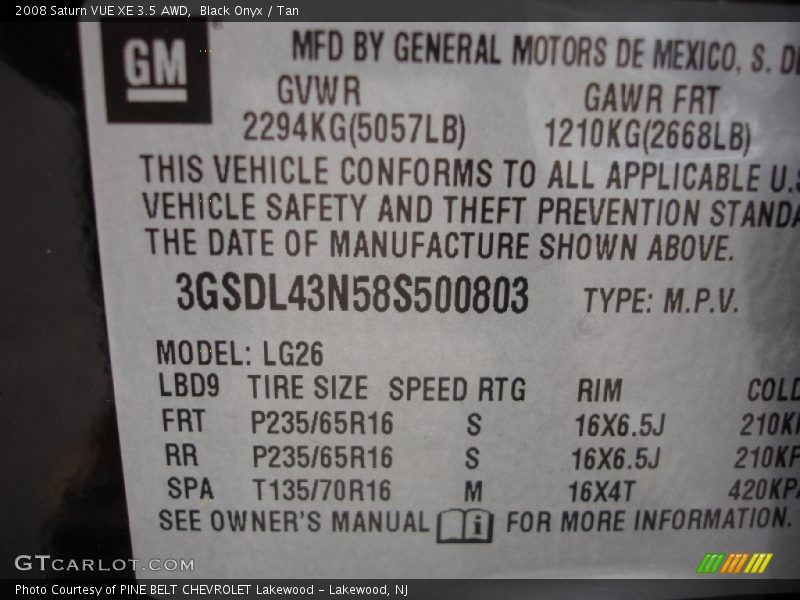 2008 Saturn VUE XE 3.5 AWD,  Black Onyx / Tan
GM
MFD BY GENERAL MOTORS DE MEXICO, S. DE
GVWR GAWR FRT
2294KG(5057LB) 1210KG(2668LB)
THIS VEHICLE CONFORMS TO ALL APPLICABLE U.S
VEHICLE SAFETY AND THEFT PREVENTION STANDA
THE DATE OF MANUFACTURE SHOWN ABOVE.
3GSDL43N58S500803 TYPE: M.P.V.
MODEL: LG26
LBD9 TIRE SIZE SPEED RTG RIM COLD
FRT P235/65R16 S 16X6.5J 210KP
RR P235/65R16 S 16X6.5J 210KP
SPA T135/70R16 M 16X4T 420KPA
SEE OWNER'S MANUAL i FOR MORE INFORMATION.
GTCARLOT.COM
Photo Courtesy of PINE BELT CHEVROLET Lakewood - Lakewood, NJ